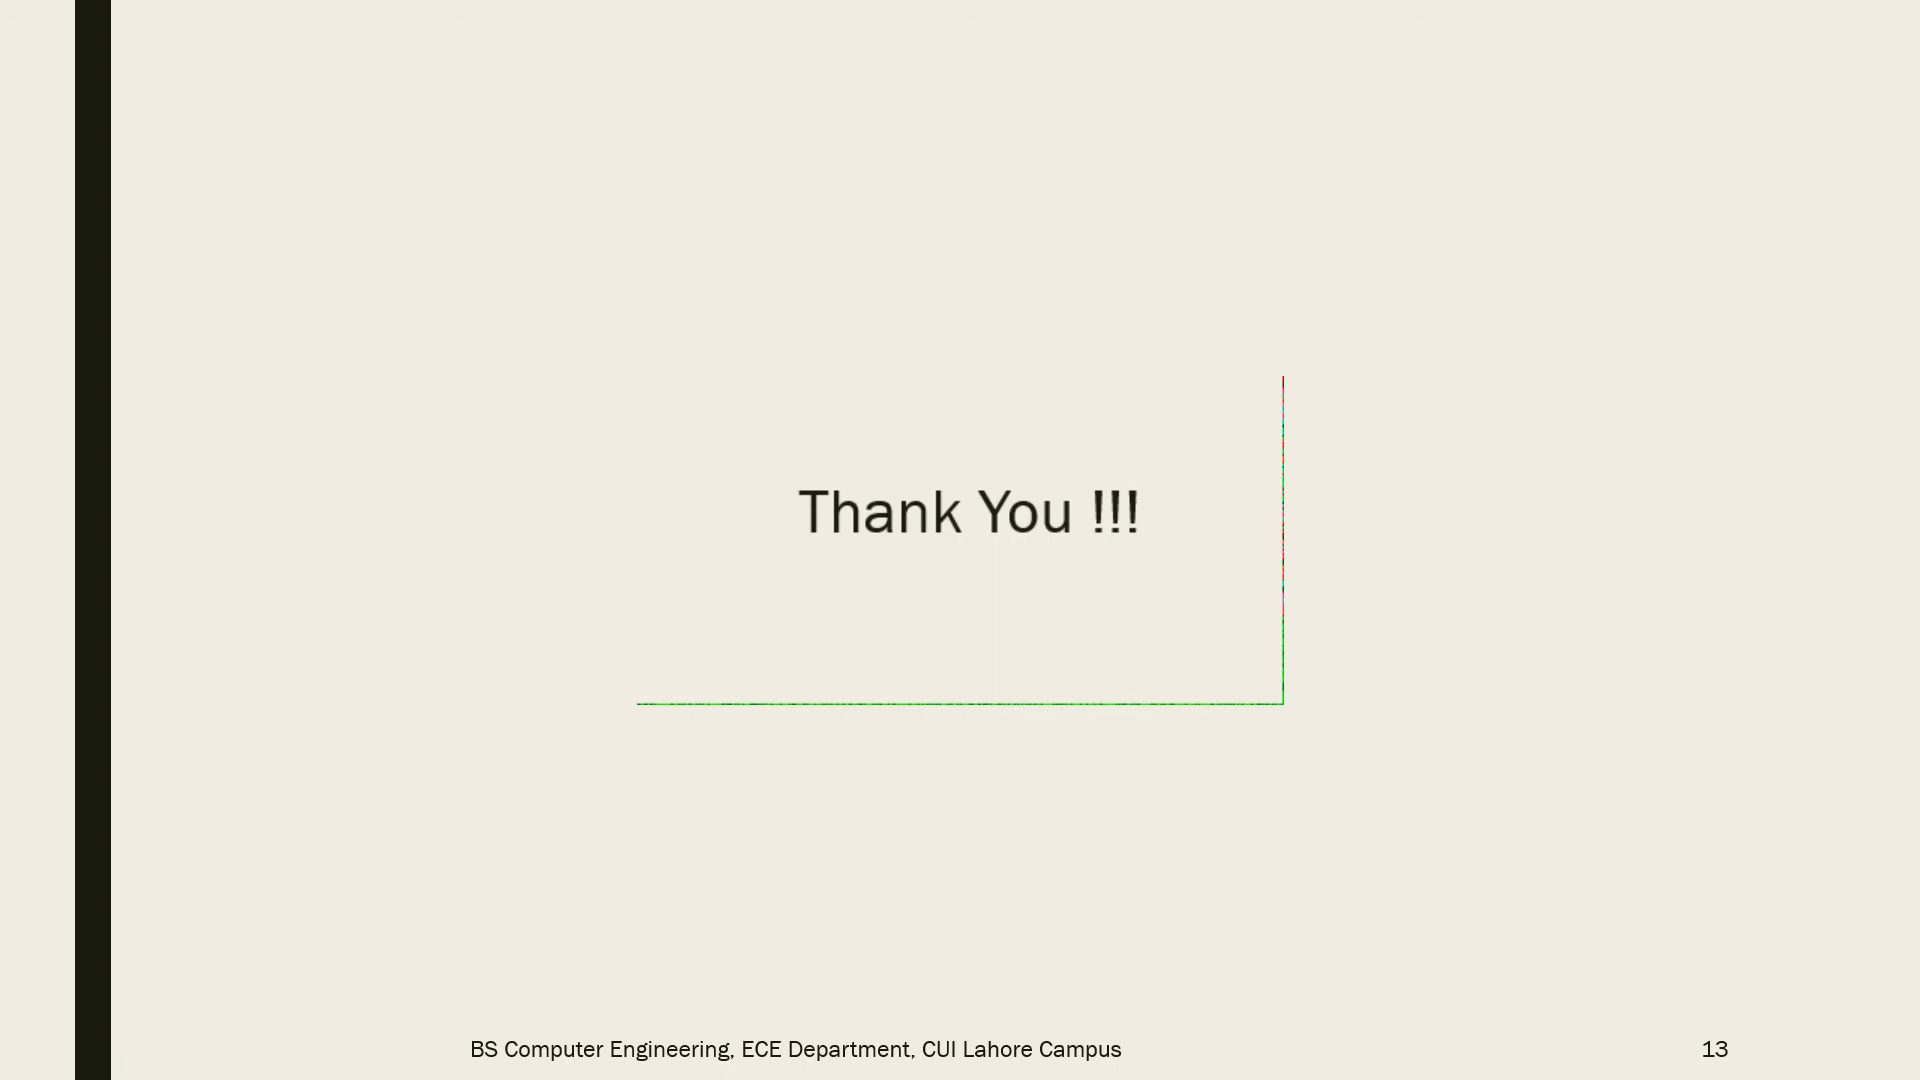 Thank You !!!
BS Computer Engineering, ECE Department, CUI Lahore Campus
13